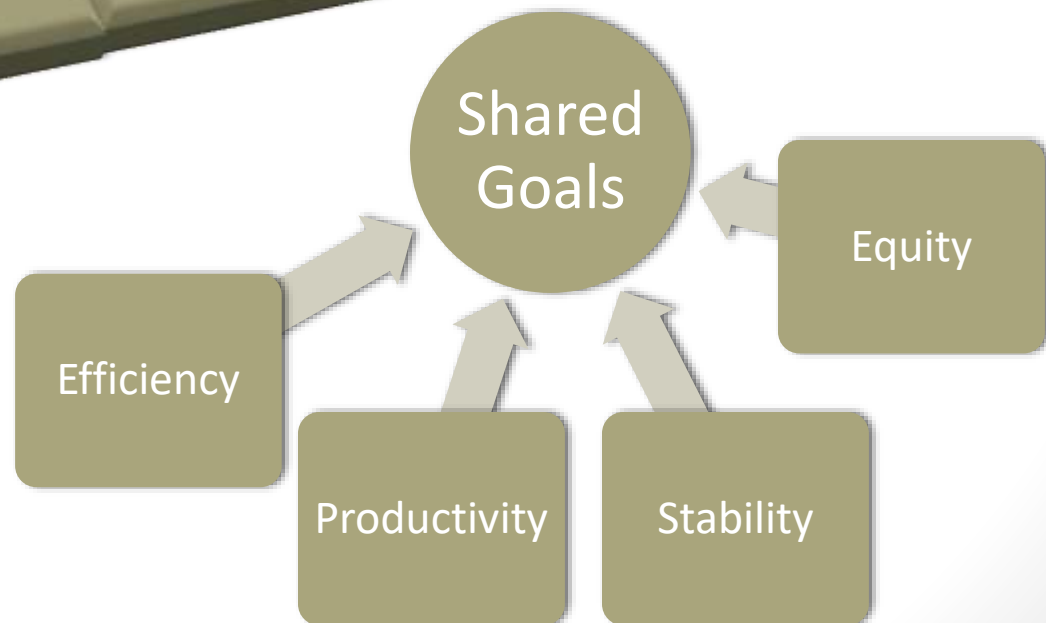 Shared
Goals
Equity
Efficiency
Productivity
Stability